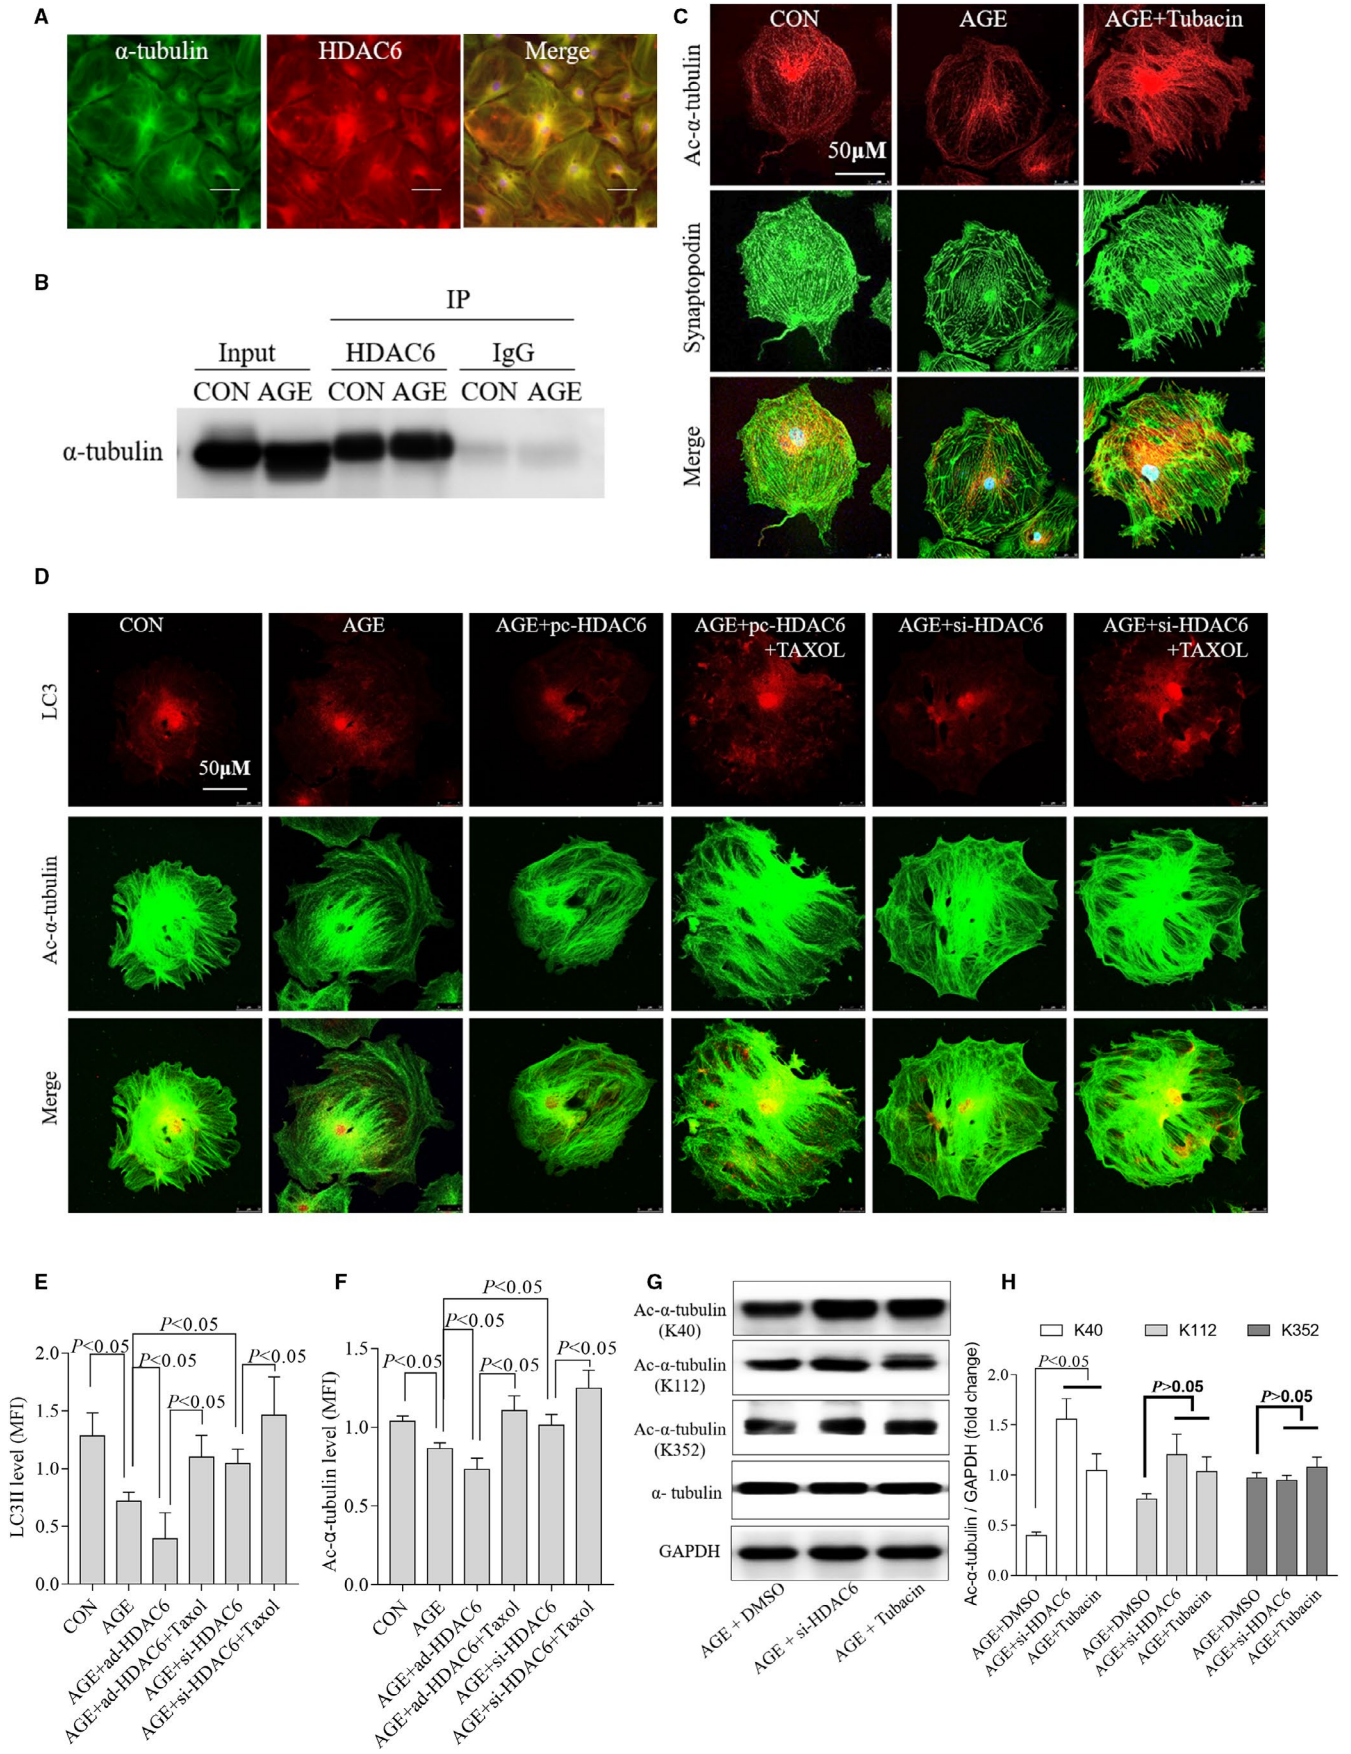 A
α-tubulin
HDAC6
Merge
B
IP
Input
HDAC6
IgG
CON AGE CON AGE CON AGE
α-tubulin
C
CON
AGE
AGE+Tubacin
Ac-α-tubulin
50μM
Synaptopodin
Merge
D
CON
AGE
AGE+pc-HDAC6
AGE+pc-HDAC6
+TAXOL
AGE+si-HDAC6
AGE+si-HDAC6
+TAXOL
LC3
50μM
Ac-α-tubulin
Merge
E
LC3II level (MFI)
2.0
1.5
1.0
0.5
0.0
P<0.05
P<0.05
P<0.05
P<0.05
P<0.05
CON
AGE
AGE+ad-HDAC6
AGE+ad-HDAC6+Taxol
AGE+si-HDAC6
AGE+si-HDAC6+Taxol
F
Ac-α-tubulin level (MFI)
1.5
1.0
0.5
0.0
P<0.05
P<0.05
P<0.05
P<0.05
P<0.05
CON
AGE
AGE+ad-HDAC6
AGE+ad-HDAC6+Taxol
AGE+si-HDAC6
AGE+si-HDAC6+Taxol
G
Ac-α-tubulin
(K40)
Ac-α-tubulin
(K112)
Ac-α-tubulin
(K352)
α- tubulin
GAPDH
AGE + DMSO
AGE + si-HDAC6
AGE + Tubacin
H
K40
K112
K352
Ac-α-tubulin / GAPDH (fold change)
2.0
1.5
1.0
0.5
0.0
P<0.05
P>0.05
P>0.05
AGE+DMSO
AGE+si-HDAC6
AGE+Tubacin
AGE+DMSO
AGE+si-HDAC6
AGE+Tubacin
AGE+DMSO
AGE+si-HDAC6
AGE+Tubacin